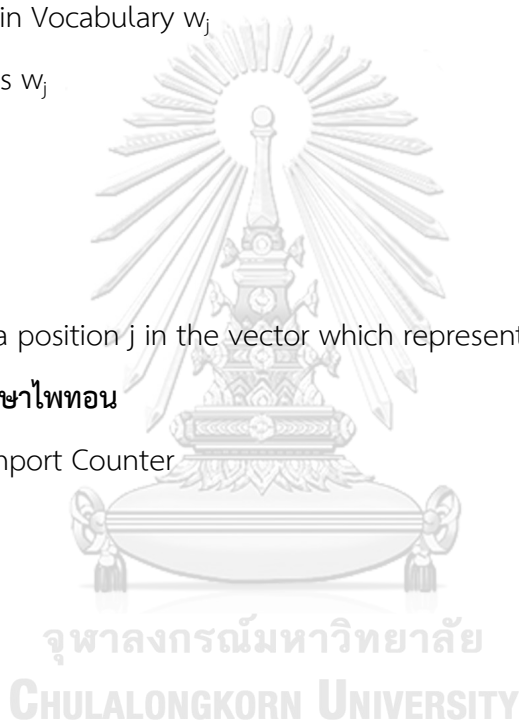 in Vocabulary wj
s wj
a position j in the vector which represent
ษาไพทอน
nport Counter
จุฬาลงกรณ์มหาวิทยาลัย
CHULALONGKORN UNIVERSITY